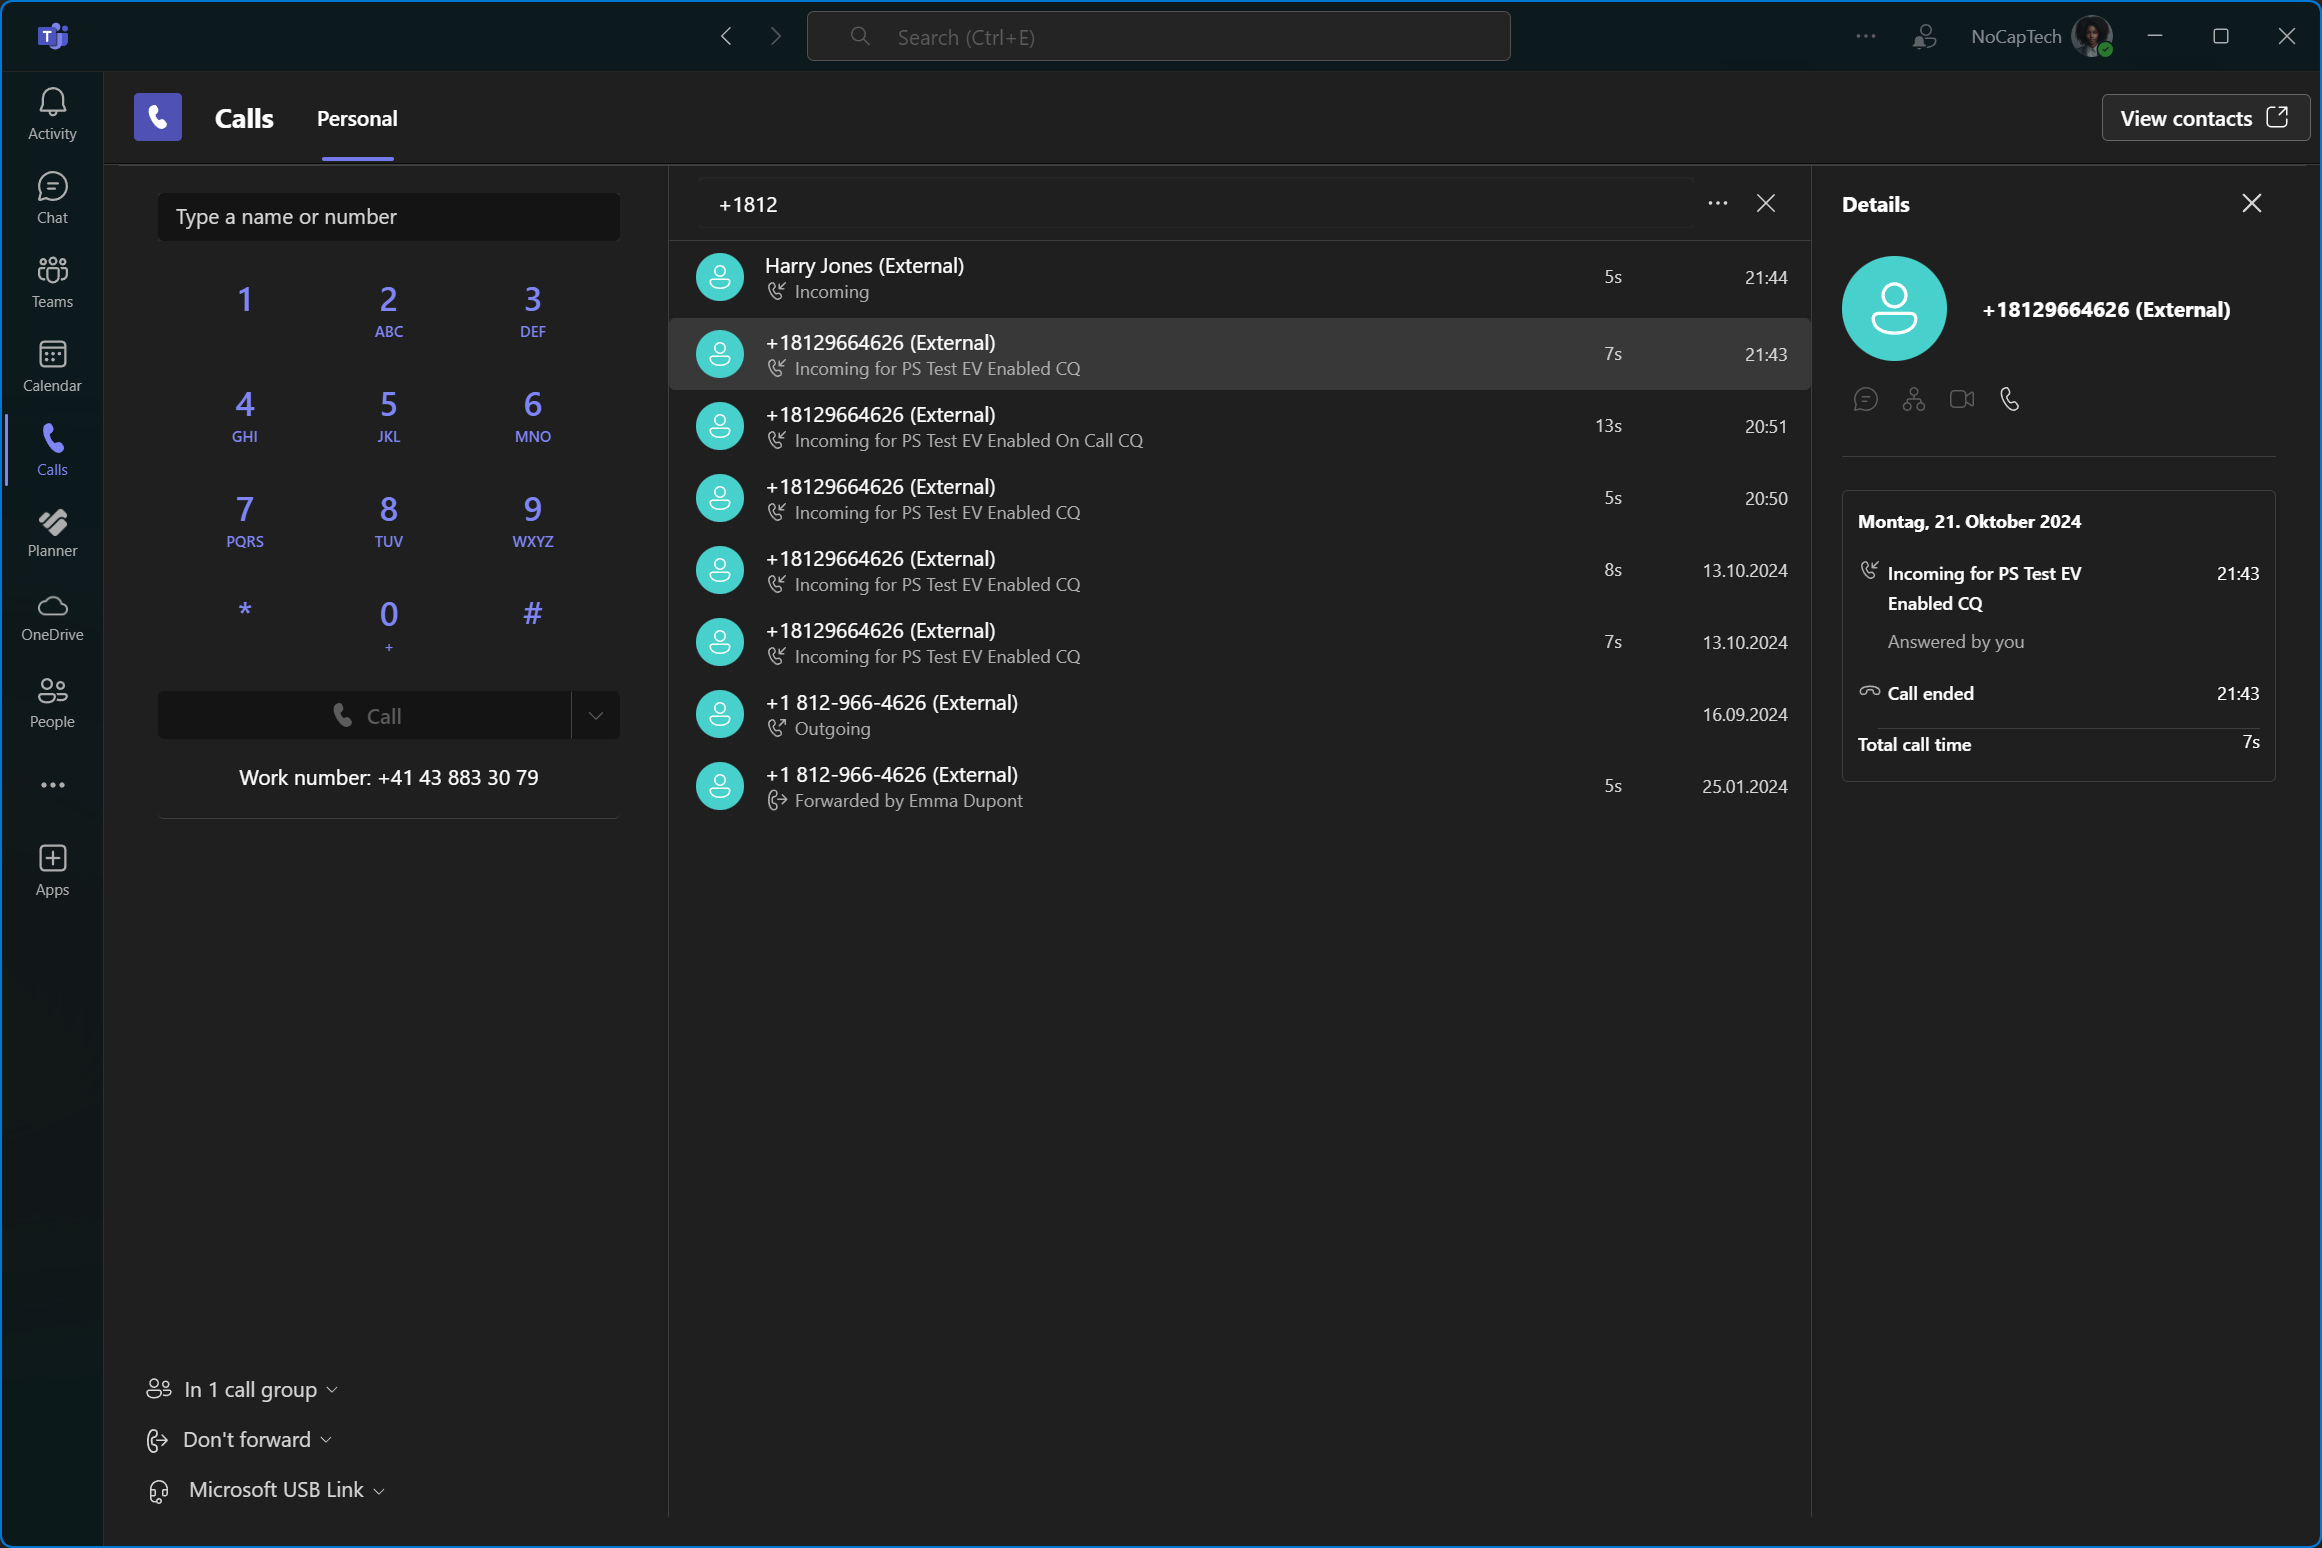 Search (Ctrl+E)
NoCapTech
Activity
Chat
Teams
Calendar
Calls
Planner
OneDrive
People
Apps
Calls
Personal
View contacts
Type a name or number
1
2
3
ABC
DEF
4
5
6
GHI
JKL
MNO
7
8
9
PQRS
TUV
WXYZ
*
0
#
+
Call
Work number: +41 43 883 30 79
In 1 call group
Don't forward
Microsoft USB Link
+1812
Harry Jones (External)
Incoming
5s
21:44
+18129664626 (External)
Incoming for PS Test EV Enabled CQ
7s
21:43
+18129664626 (External)
Incoming for PS Test EV Enabled On Call CQ
13s
20:51
+18129664626 (External)
Incoming for PS Test EV Enabled CQ
5s
20:50
+18129664626 (External)
Incoming for PS Test EV Enabled CQ
8s
13.10.2024
+18129664626 (External)
Incoming for PS Test EV Enabled CQ
7s
13.10.2024
+1 812-966-4626 (External)
Outgoing
16.09.2024
+1 812-966-4626 (External)
Forwarded by Emma Dupont
5s
25.01.2024
Details
+18129664626 (External)
Montag, 21. Oktober 2024
Incoming for PS Test EV
Enabled CQ
21:43
Answered by you
Call ended
21:43
Total call time
7s